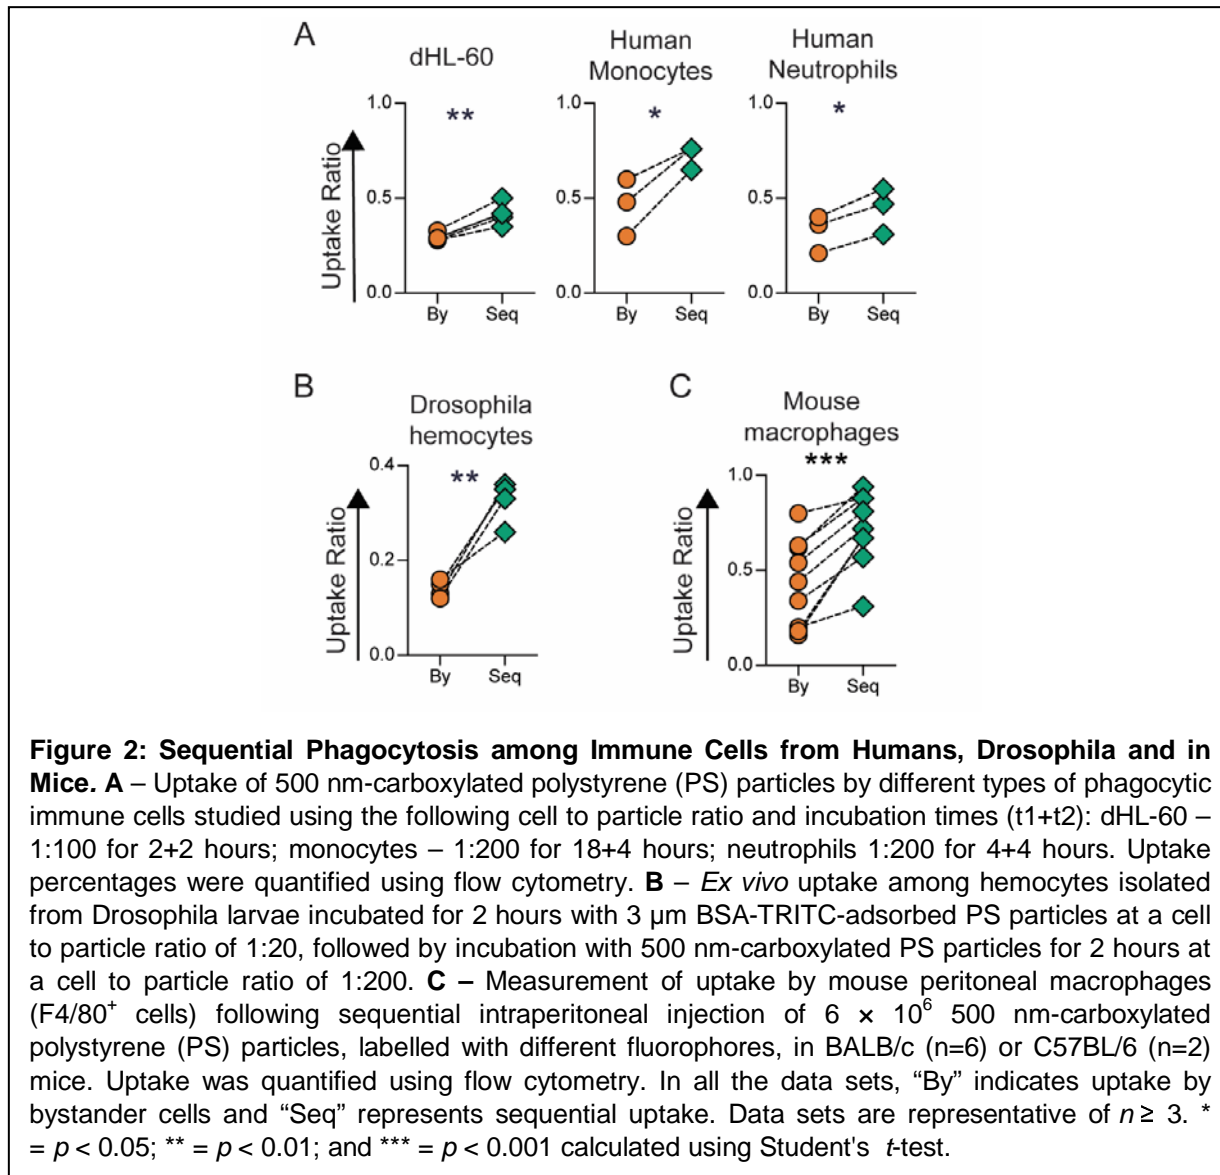 A
dHL-60
Human
Monocytes
Human
Neutrophils
Uptake Ratio
1.0
0.5
0.0
**
By
Seq
1.0
0.5
0.0
*
By
Seq
1.0
0.5
0.0
*
By
Seq
B
Drosophila
hemocytes
Uptake Ratio
0.4
0.2
0.0
**
By
Seq
C
Mouse
macrophages
***
Uptake Ratio
1.0
0.5
0.0
By
Seq
Figure 2: Sequential Phagocytosis among Immune Cells from Humans, Drosophila and in
Mice. A – Uptake of 500 nm-carboxylated polystyrene (PS) particles by different types of phagocytic
immune cells studied using the following cell to particle ratio and incubation times (t1+t2): dHL-60 –
1:100 for 2+2 hours; monocytes – 1:200 for 18+4 hours; neutrophils 1:200 for 4+4 hours. Uptake
percentages were quantified using flow cytometry. B – Ex vivo uptake among hemocytes isolated
from Drosophila larvae incubated for 2 hours with 3 µm BSA-TRITC-adsorbed PS particles at a cell
to particle ratio of 1:20, followed by incubation with 500 nm-carboxylated PS particles for 2 hours at
a cell to particle ratio of 1:200. C – Measurement of uptake by mouse peritoneal macrophages
(F4/80⁺ cells) following sequential intraperitoneal injection of 6 × 10⁶ 500 nm-carboxylated
polystyrene (PS) particles, labelled with different fluorophores, in BALB/c (n=6) or C57BL/6 (n=2)
mice. Uptake was quantified using flow cytometry. In all the data sets, “By” indicates uptake by
bystander cells and “Seq” represents sequential uptake. Data sets are representative of n ≥ 3. *
= p < 0.05; ** = p < 0.01; and *** = p < 0.001 calculated using Student's t-test.